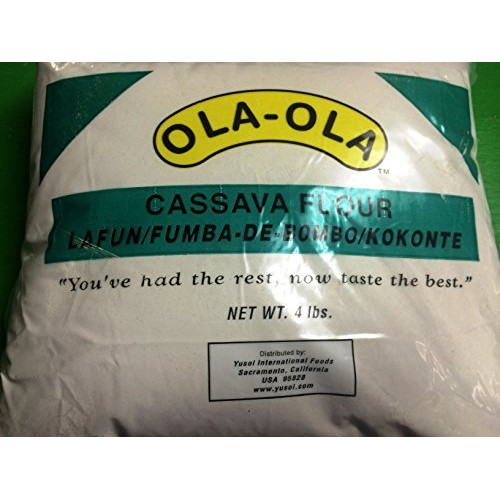 OLA-OLA
TM
CASSAVA FLOUR
LAFUN/FUMBA-DE-BOMBO/KOKONTE
"You've had the rest, now taste the best."
NET WT. 4 lbs.
Distributed by:
Yusol International Foods
Sacramento, California
USA 95828
www.yusol.com